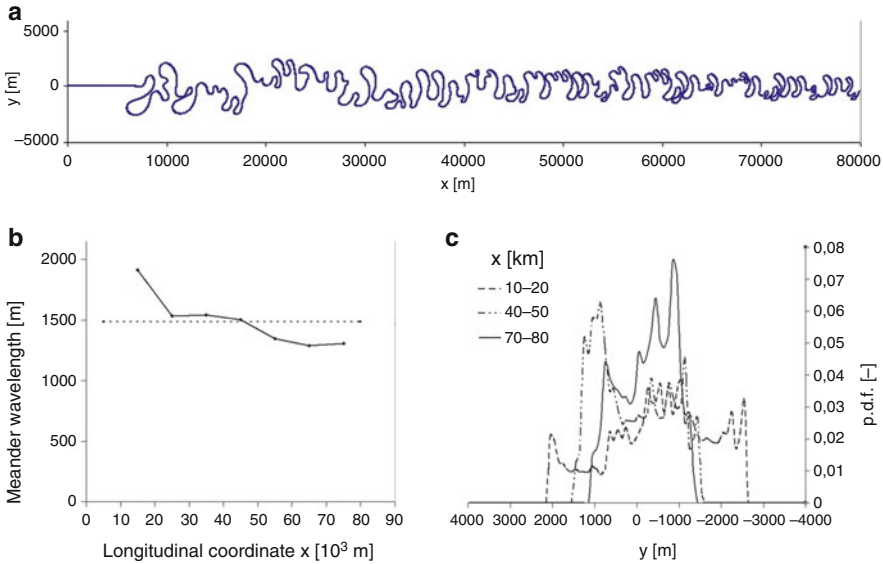 a
5000
0
−5000
y [m]
0 10000 20000 30000 40000 50000 60000 70000 80000
x [m]
b
2000
1500
1000
500
0
Meander wavelength [m]
0 10 20 30 40 50 60 70 80 90
Longitudinal coordinate x [10³ m]
c
x [km]
10–20
40–50
70–80
0,08
0,07
0,06
0,05
0,04
0,03
0,02
0,01
0
p.d.f. [–]
4000 3000 2000 1000 0 −1000 −2000 −3000 −4000
y [m]